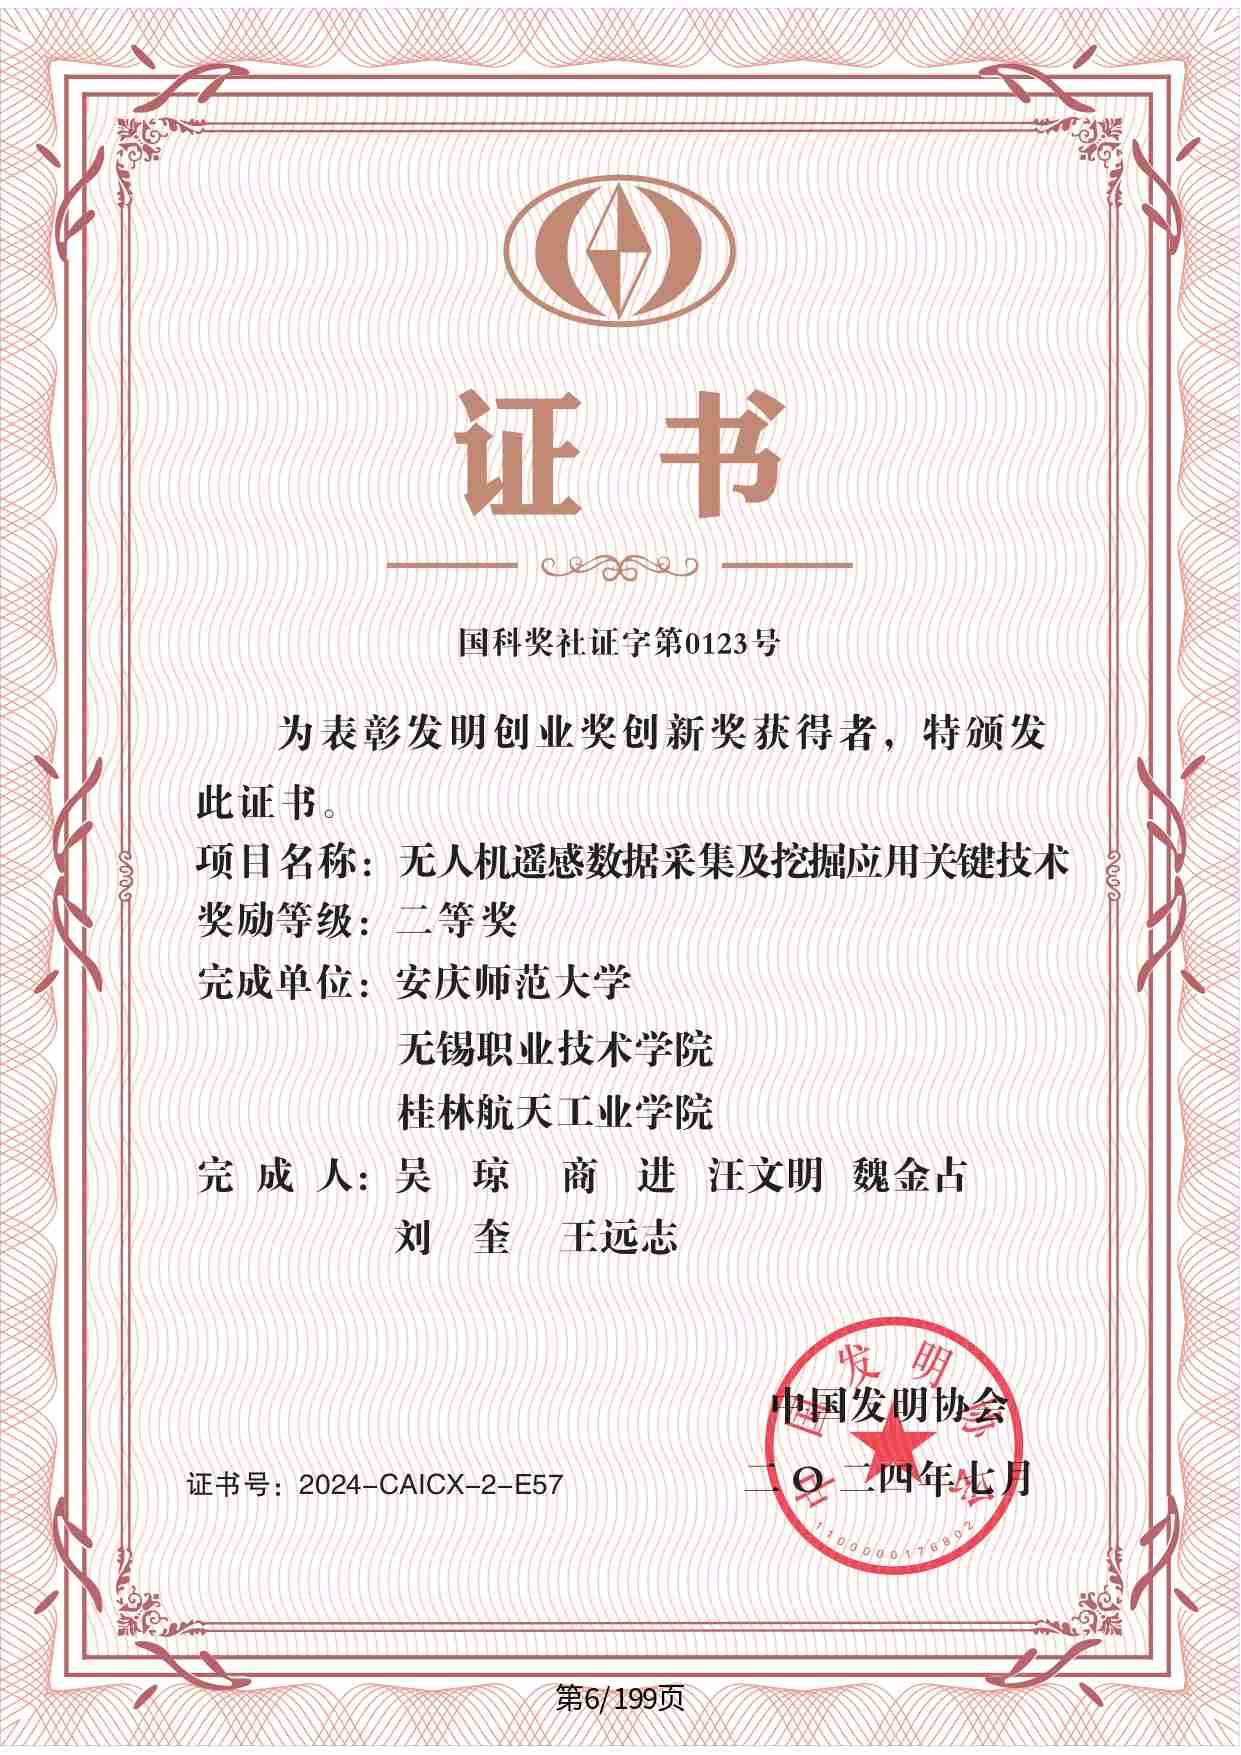 证书
国科奖社证字第0123号
为表彰发明创业奖创新奖获得者，特颁发
此证书。
项目名称：无人机遥感数据采集及挖掘应用关键技术
奖励等级：二等奖
完成单位：安庆师范大学
无锡职业技术学院
桂林航天工业学院
完成人：吴琼 商进 汪文明 魏金占
刘奎 王远志
中国发明协会
中国发明协会
证书号：2024-CAICX-2-E57
二〇二四年七月
1100000176802
第6/199页